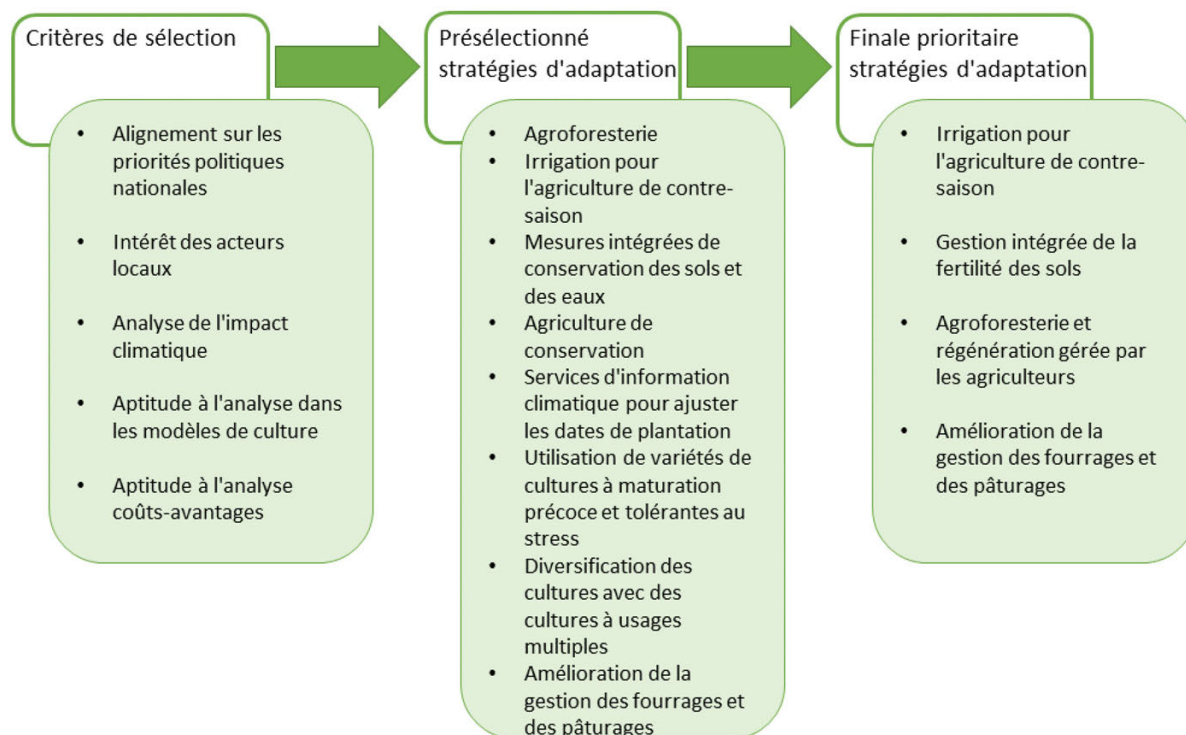 Critères de sélection
• Alignement sur les
priorités politiques
nationales
• Intérêt des acteurs
locaux
• Analyse de l'impact
climatique
• Aptitude à l'analyse dans
les modèles de culture
• Aptitude à l'analyse
coûts-avantages
Présélectionné
stratégies d'adaptation
• Agroforesterie
• Irrigation pour
l'agriculture de contre-
saison
• Mesures intégrées de
conservation des sols et
des eaux
• Agriculture de
conservation
• Services d'information
climatique pour ajuster
les dates de plantation
• Utilisation de variétés de
cultures à maturation
précoce et tolérantes au
stress
• Diversification des
cultures avec des
cultures à usages
multiples
• Amélioration de la
gestion des fourrages et
des pâturages
Finale prioritaire
stratégies d'adaptation
• Irrigation pour
l'agriculture de contre-
saison
• Gestion intégrée de la
fertilité des sols
• Agroforesterie et
régénération gérée par
les agriculteurs
• Amélioration de la
gestion des fourrages et
des pâturages